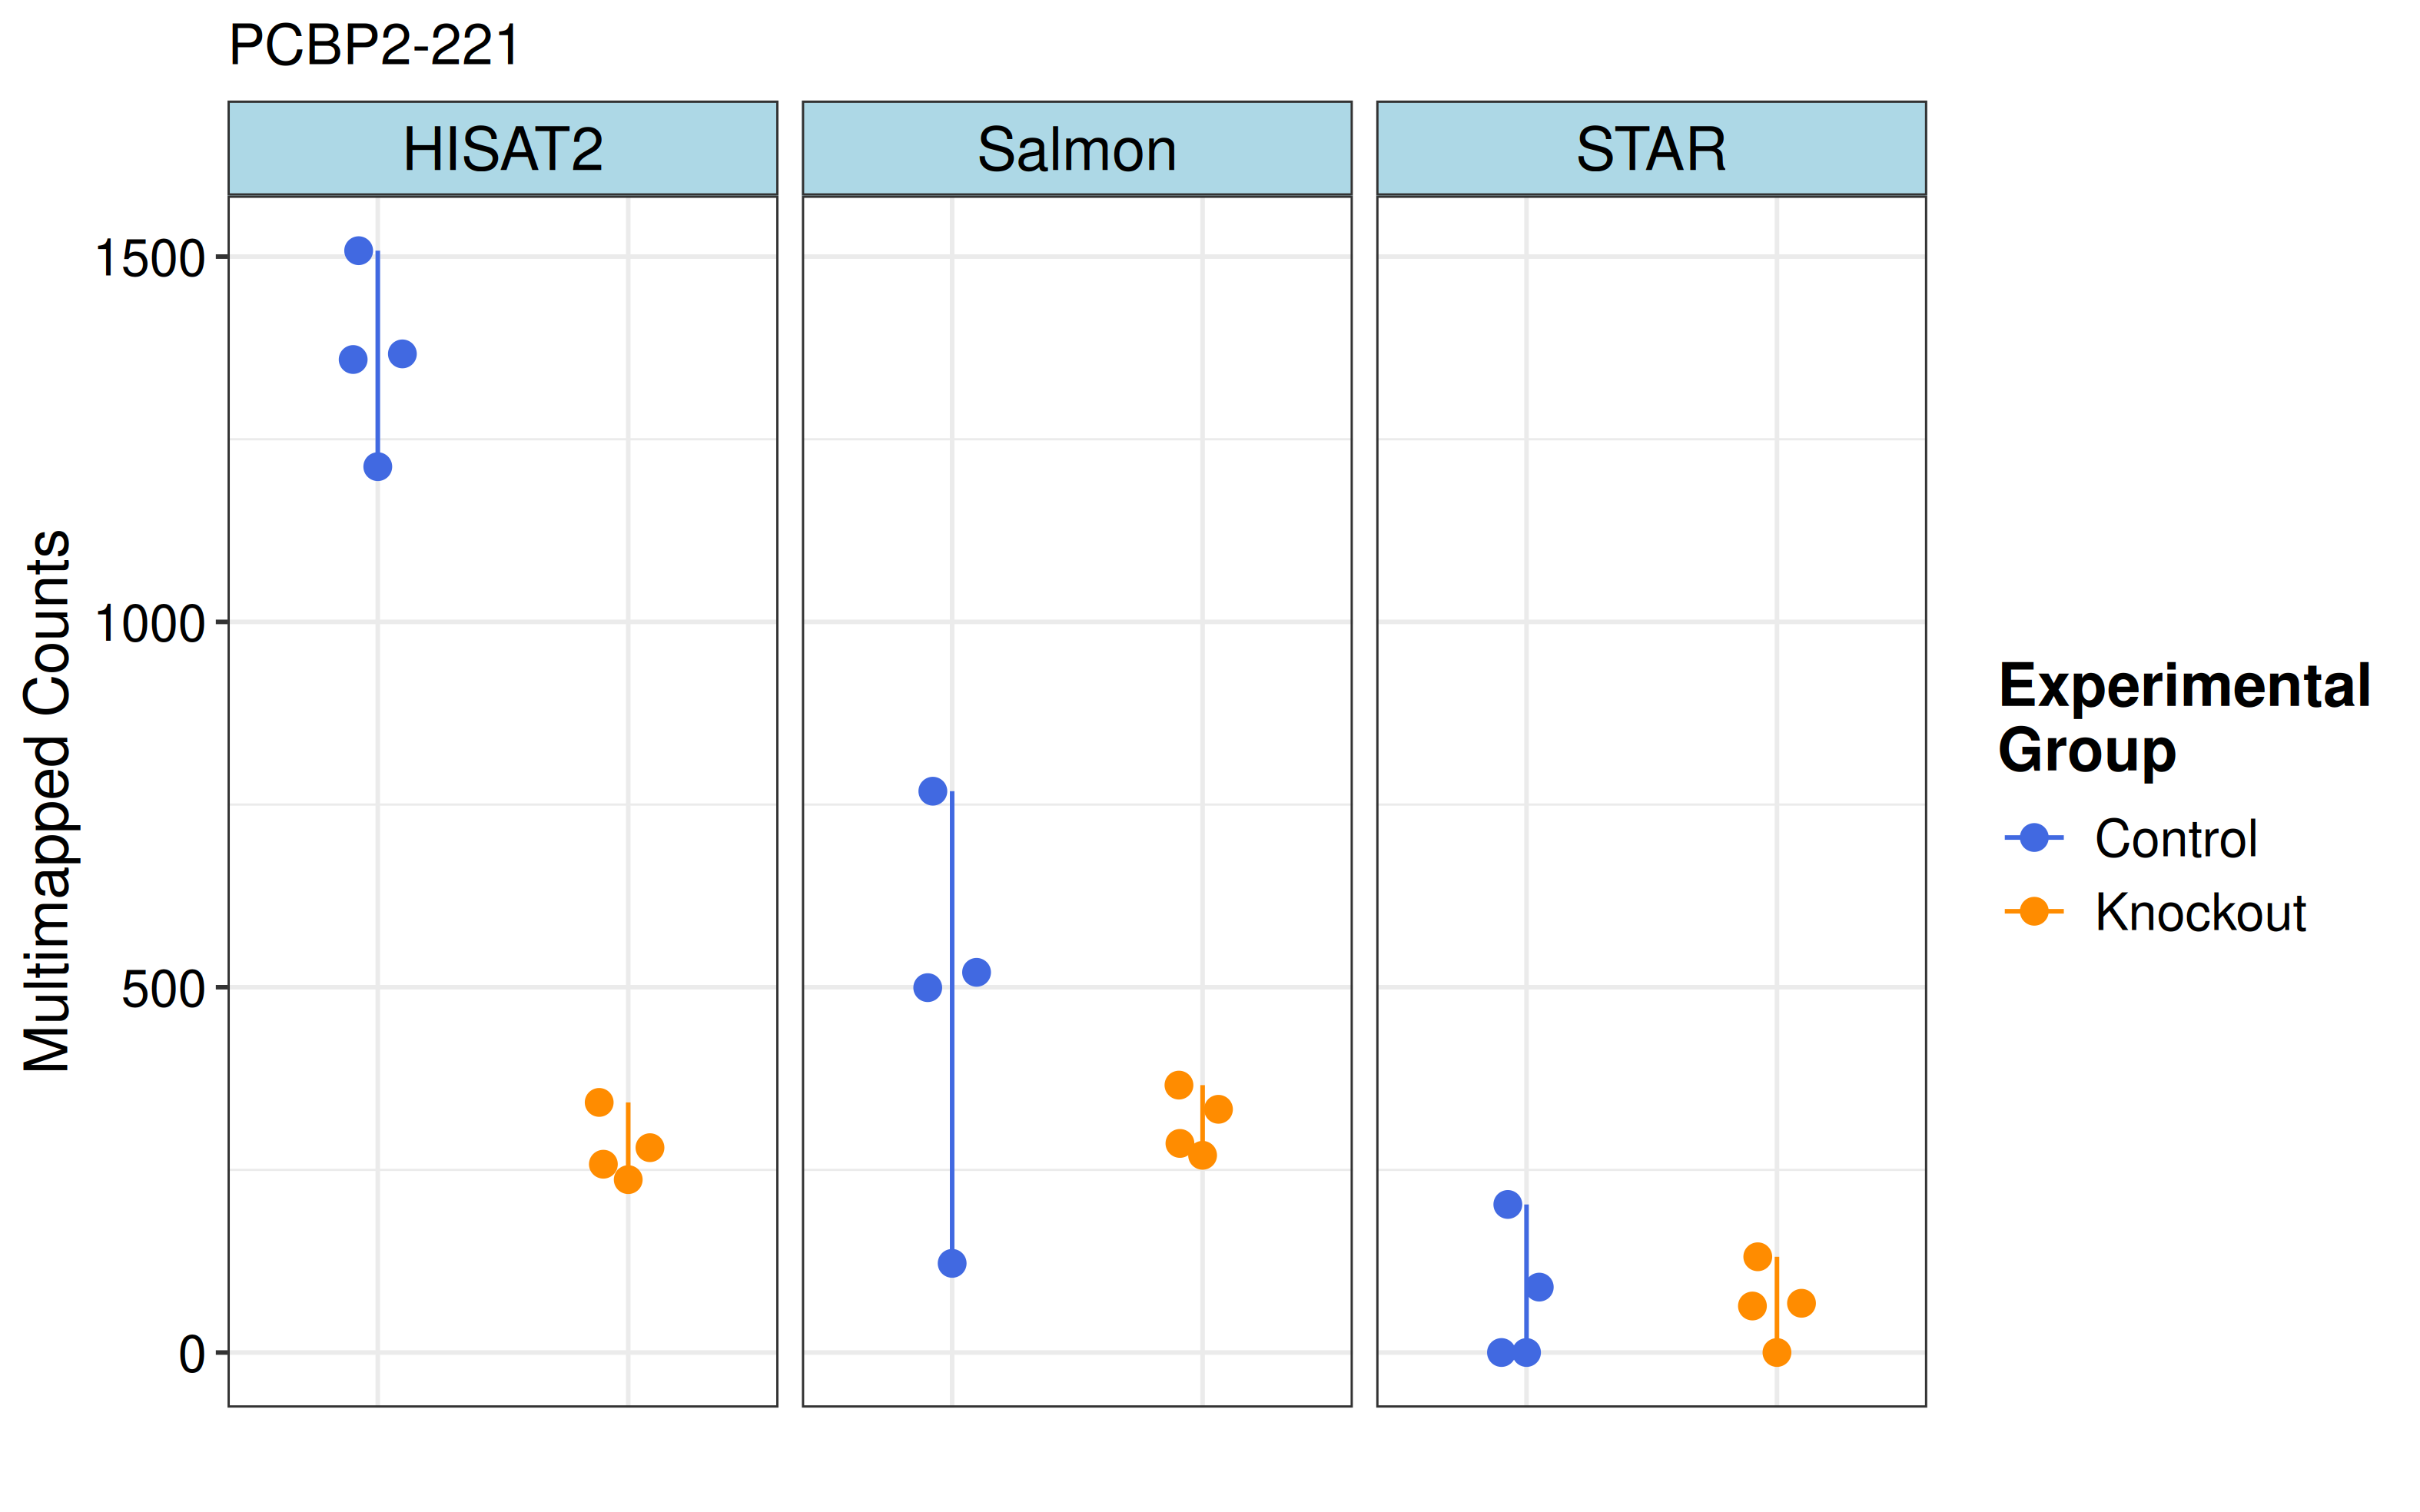 PCBP2-221
HISAT2
Salmon
STAR
Multimapped Counts
1500
1000
500
0
Experimental
Group
Control
Knockout